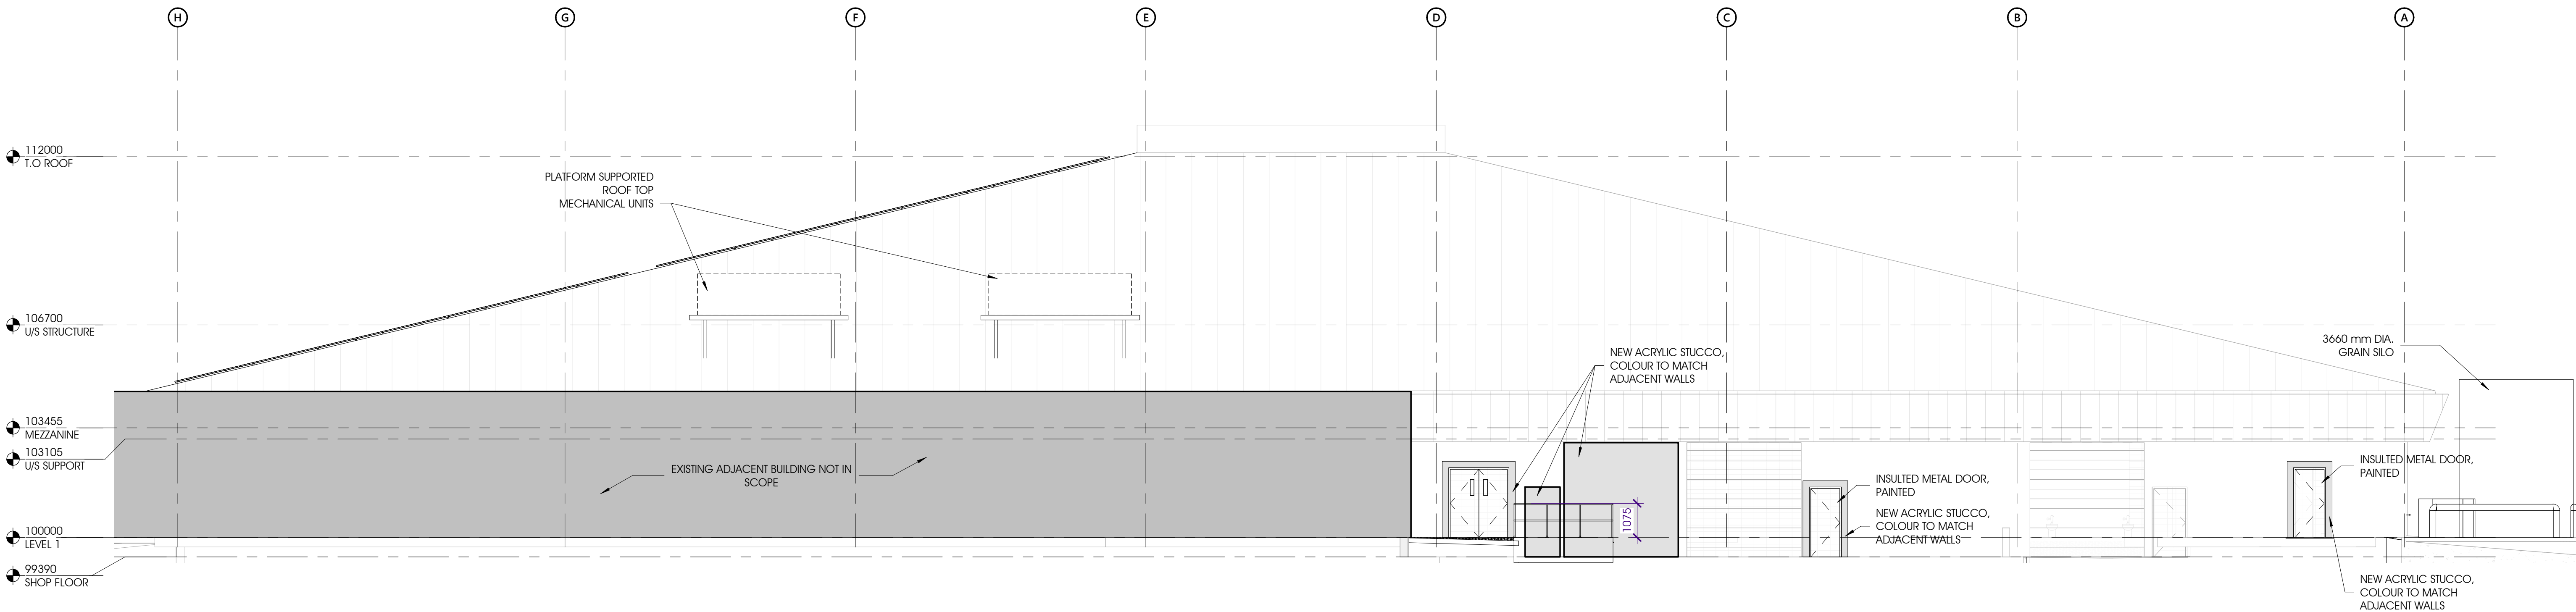 H
G
F
E
D
C
B
A
112000
T.O ROOF
PLATFORM SUPPORTED
ROOF TOP
MECHANICAL UNITS
106700
U/S STRUCTURE
3660 mm DIA.
GRAIN SILO
NEW ACRYLIC STUCCO,
COLOUR TO MATCH
ADJACENT WALLS
103455
MEZZANINE
103105
U/S SUPPORT
EXISTING ADJACENT BUILDING NOT IN
SCOPE
INSULTED METAL DOOR,
PAINTED
INSULTED METAL DOOR,
PAINTED
1075
NEW ACRYLIC STUCCO,
COLOUR TO MATCH
ADJACENT WALLS
100000
LEVEL 1
99390
SHOP FLOOR
NEW ACRYLIC STUCCO,
COLOUR TO MATCH
ADJACENT WALLS